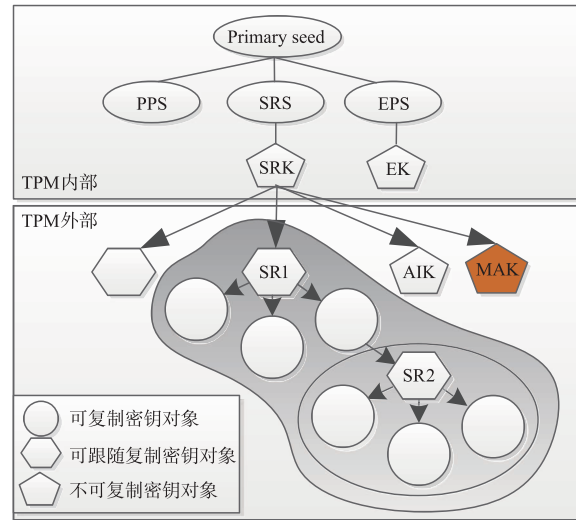 Primary seed
PPS
SRS
EPS
SRK
EK
TPM内部
TPM外部
SR1
AIK
MAK
SR2
可复制密钥对象
可跟随复制密钥对象
不可复制密钥对象